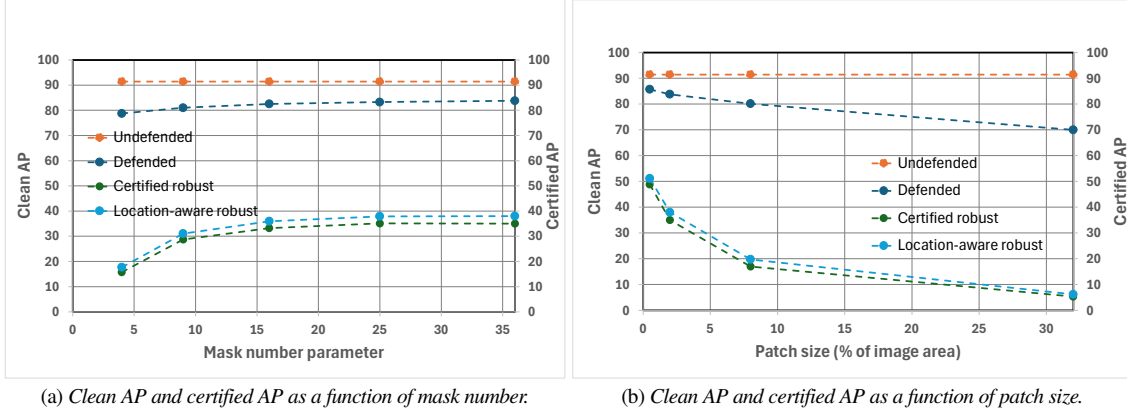 100
90
80
70
60
50
40
30
20
10
0
Clean AP
Undefended
Defended
Certified robust
Location-aware robust
100
90
80
70
60
50
40
30
20
10
0
Certified AP
0 5 10 15 20 25 30 35
Mask number parameter
(a) Clean AP and certified AP as a function of mask number.
100
90
80
70
60
50
40
30
20
10
0
Clean AP
Undefended
Defended
Certified robust
Location-aware robust
100
90
80
70
60
50
40
30
20
10
0
Certified AP
0 5 10 15 20 25 30
Patch size (% of image area)
(b) Clean AP and certified AP as a function of patch size.